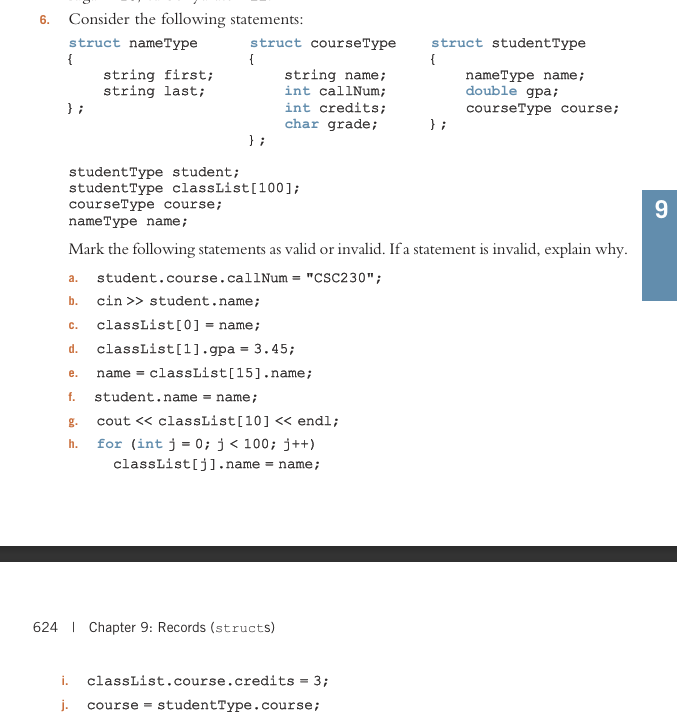 6. Consider the following statements:
struct nameType struct courseType struct studentType
{ { {
string first; string name; nameType name;
string last; int callNum; double gpa;
}; int credits; courseType course;
char grade; };
};
studentType student;
studentType classList[100];
courseType course;
nameType name;
9
Mark the following statements as valid or invalid. If a statement is invalid, explain why.
a. student.course.callNum = "CSC230";
b. cin >> student.name;
c. classList[0] = name;
d. classList[1].gpa = 3.45;
e. name = classList[15].name;
f. student.name = name;
g. cout << classList[10] << endl;
h. for (int j = 0; j < 100; j++)
classList[j].name = name;
624 | Chapter 9: Records (structs)
i. classList.course.credits = 3;
j. course = studentType.course;